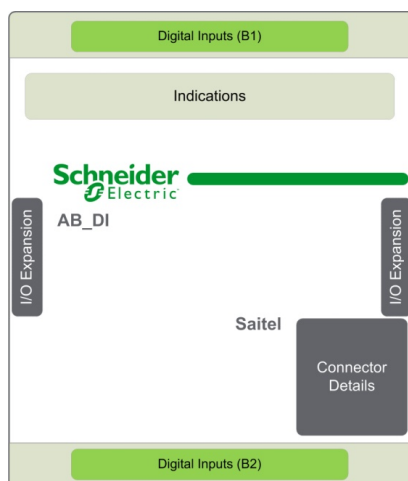 Digital Inputs (B1)
Indications
Schneider
Electric
I/O Expansion
AB_DI
I/O Expansion
Saitel
Connector
Details
Digital Inputs (B2)